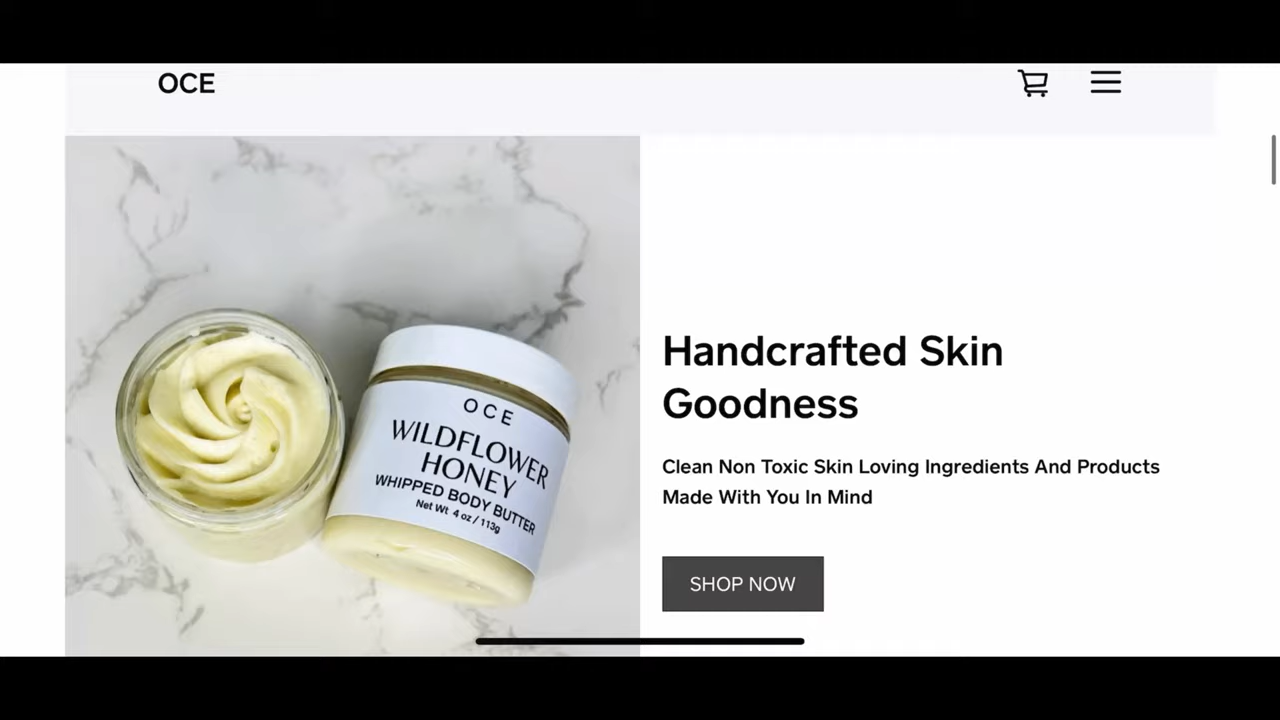 OCE
OCE
WILDFLOWER
HONEY
WHIPPED BODY BUTTER
Net Wt 4 oz / 113g
Handcrafted Skin
Goodness
Clean Non Toxic Skin Loving Ingredients And Products
Made With You In Mind
SHOP NOW